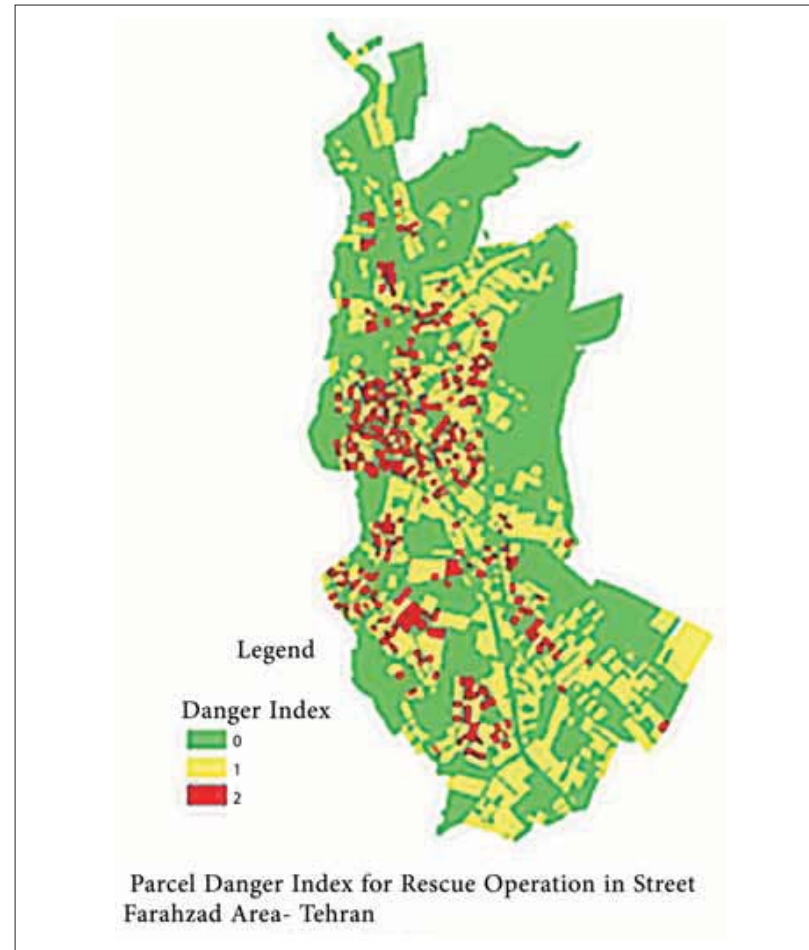 Legend
Danger Index
0
1
2
Parcel Danger Index for Rescue Operation in Street
Farahzad Area- Tehran